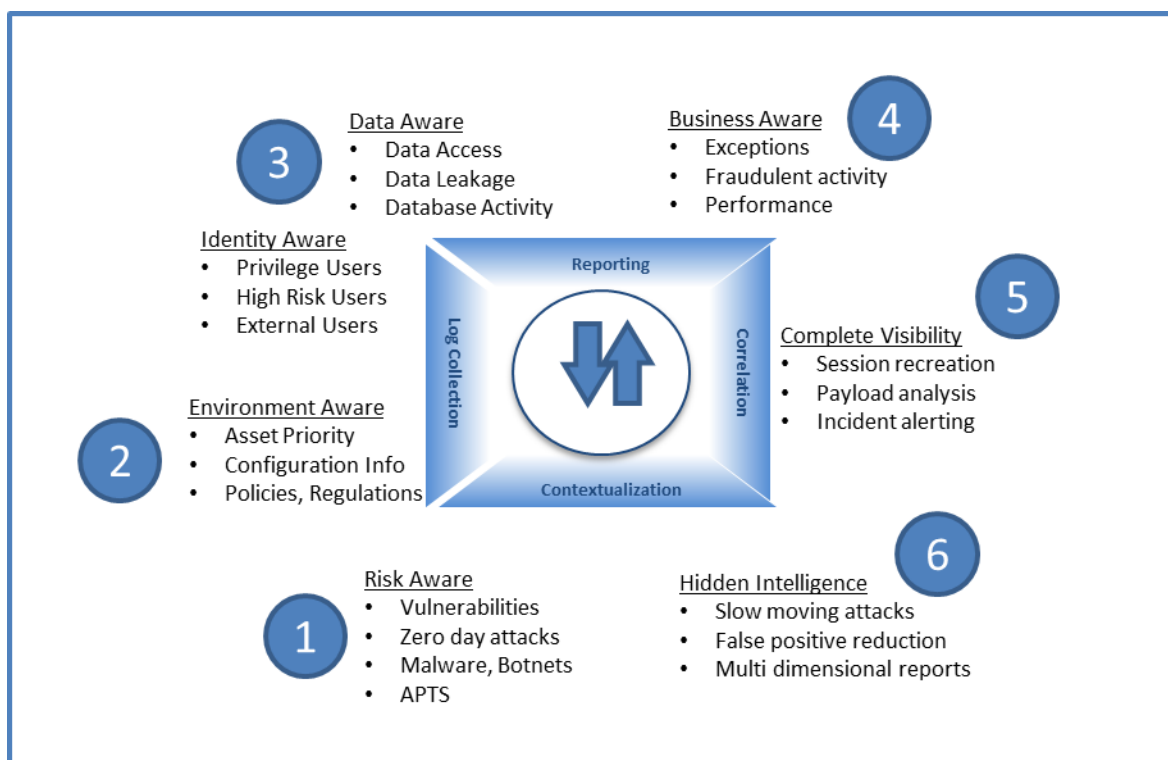 3
Data Aware
• Data Access
• Data Leakage
• Database Activity
4
Business Aware
• Exceptions
• Fraudulent activity
• Performance
Identity Aware
• Privilege Users
• High Risk Users
• External Users
Reporting
Log Collection
Correlation
Contextualization
5
Complete Visibility
• Session recreation
• Payload analysis
• Incident alerting
2
Environment Aware
• Asset Priority
• Configuration Info
• Policies, Regulations
1
Risk Aware
• Vulnerabilities
• Zero day attacks
• Malware, Botnets
• APTS
6
Hidden Intelligence
• Slow moving attacks
• False positive reduction
• Multi dimensional reports